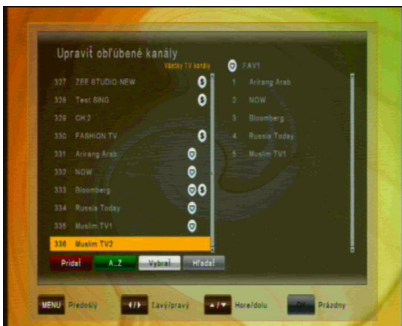 Upraviť obľúbené kanály
Všetky TV kanály
327 ZEE STUDIO NEW $
328 Test BNG $
329 CH 2
330 FASHION TV $
331 Arirang Arab
332 NOW
333 Bloomberg $
334 Russia Today
335 Muslim TV1
336 Muslim TV2
Pridať A..Z Vybrať Hľadať
FAV1
1 Arirang Arab
2 NOW
3 Bloomberg
4 Russia Today
5 Muslim TV1
MENU Predošlý Ľavý/pravý Hore/dolu OK Prázdny